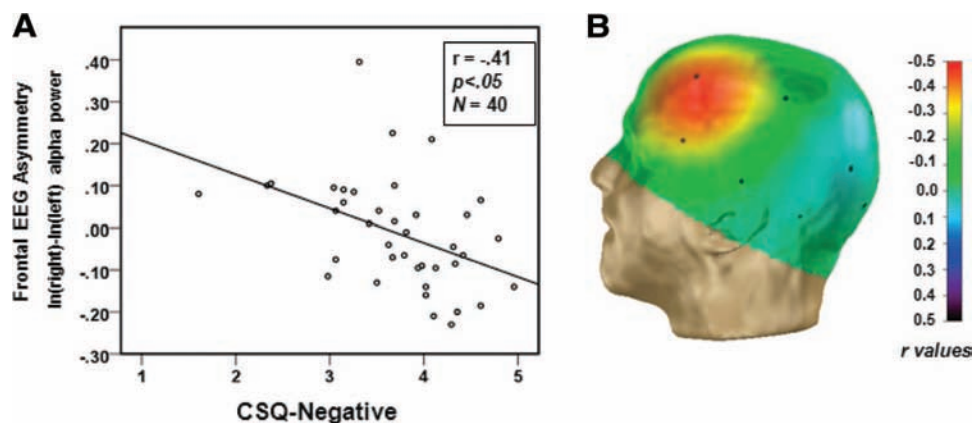 A
Frontal EEG Asymmetry
ln(right)-ln(left) alpha power
.40
.30
.20
.10
.00
-.10
-.20
-.30
r = -.41
p<.05
N = 40
1 2 3 4 5
CSQ-Negative
B
-0.5
-0.4
-0.3
-0.2
-0.1
0.0
0.1
0.2
0.3
0.4
0.5
r values